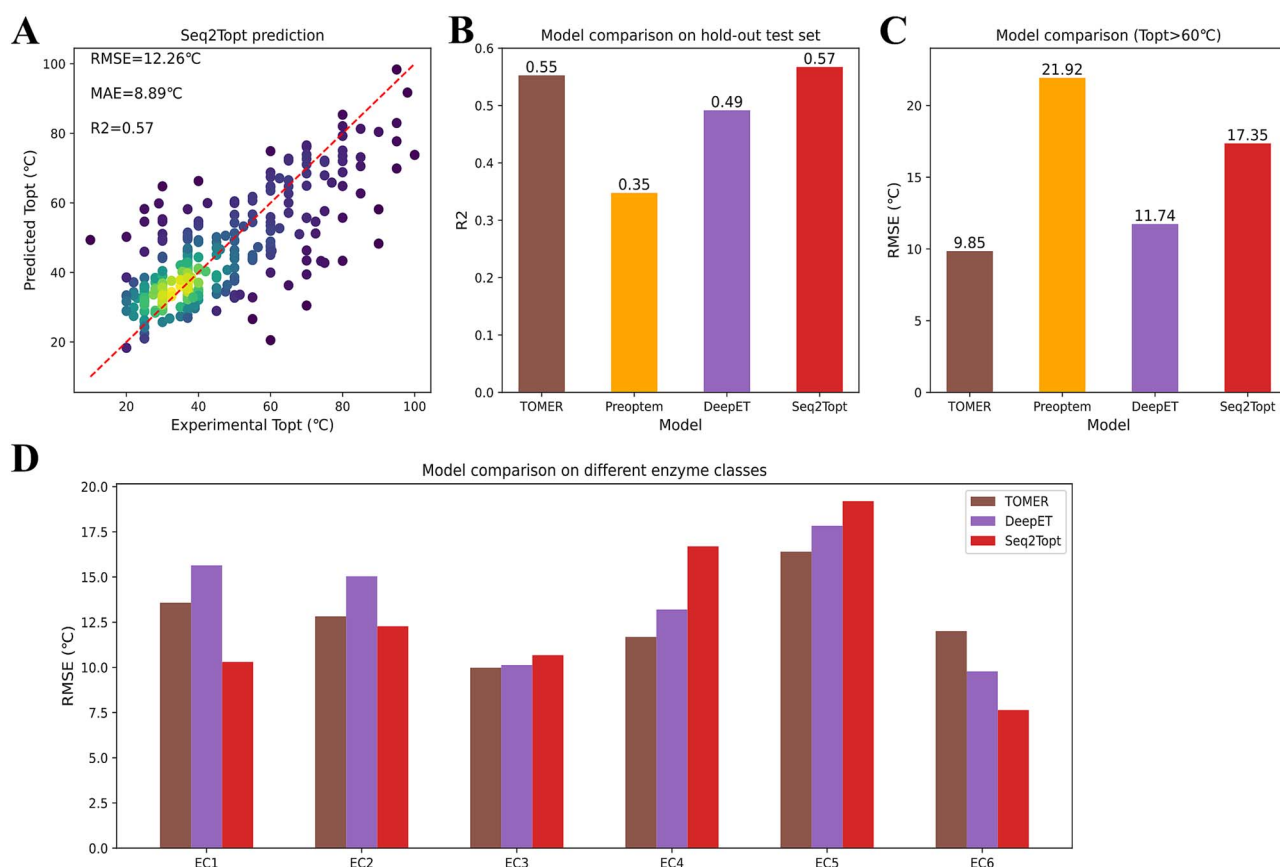 A
Seq2Topt prediction
RMSE=12.26℃
MAE=8.89℃
R2=0.57
100
80
60
40
20
Predicted Topt (℃)
20 40 60 80 100
Experimental Topt (℃)
B
Model comparison on hold-out test set
0.6
0.5
0.4
0.3
0.2
0.1
0.0
R2
0.55
0.35
0.49
0.57
TOMER Preoptem DeepET Seq2Topt
Model
C
Model comparison (Topt>60℃)
20
15
10
5
0
RMSE (℃)
9.85
21.92
11.74
17.35
TOMER Preoptem DeepET Seq2Topt
Model
D
Model comparison on different enzyme classes
20.0
17.5
15.0
12.5
10.0
7.5
5.0
2.5
0.0
RMSE (℃)
TOMER
DeepET
Seq2Topt
EC1 EC2 EC3 EC4 EC5 EC6